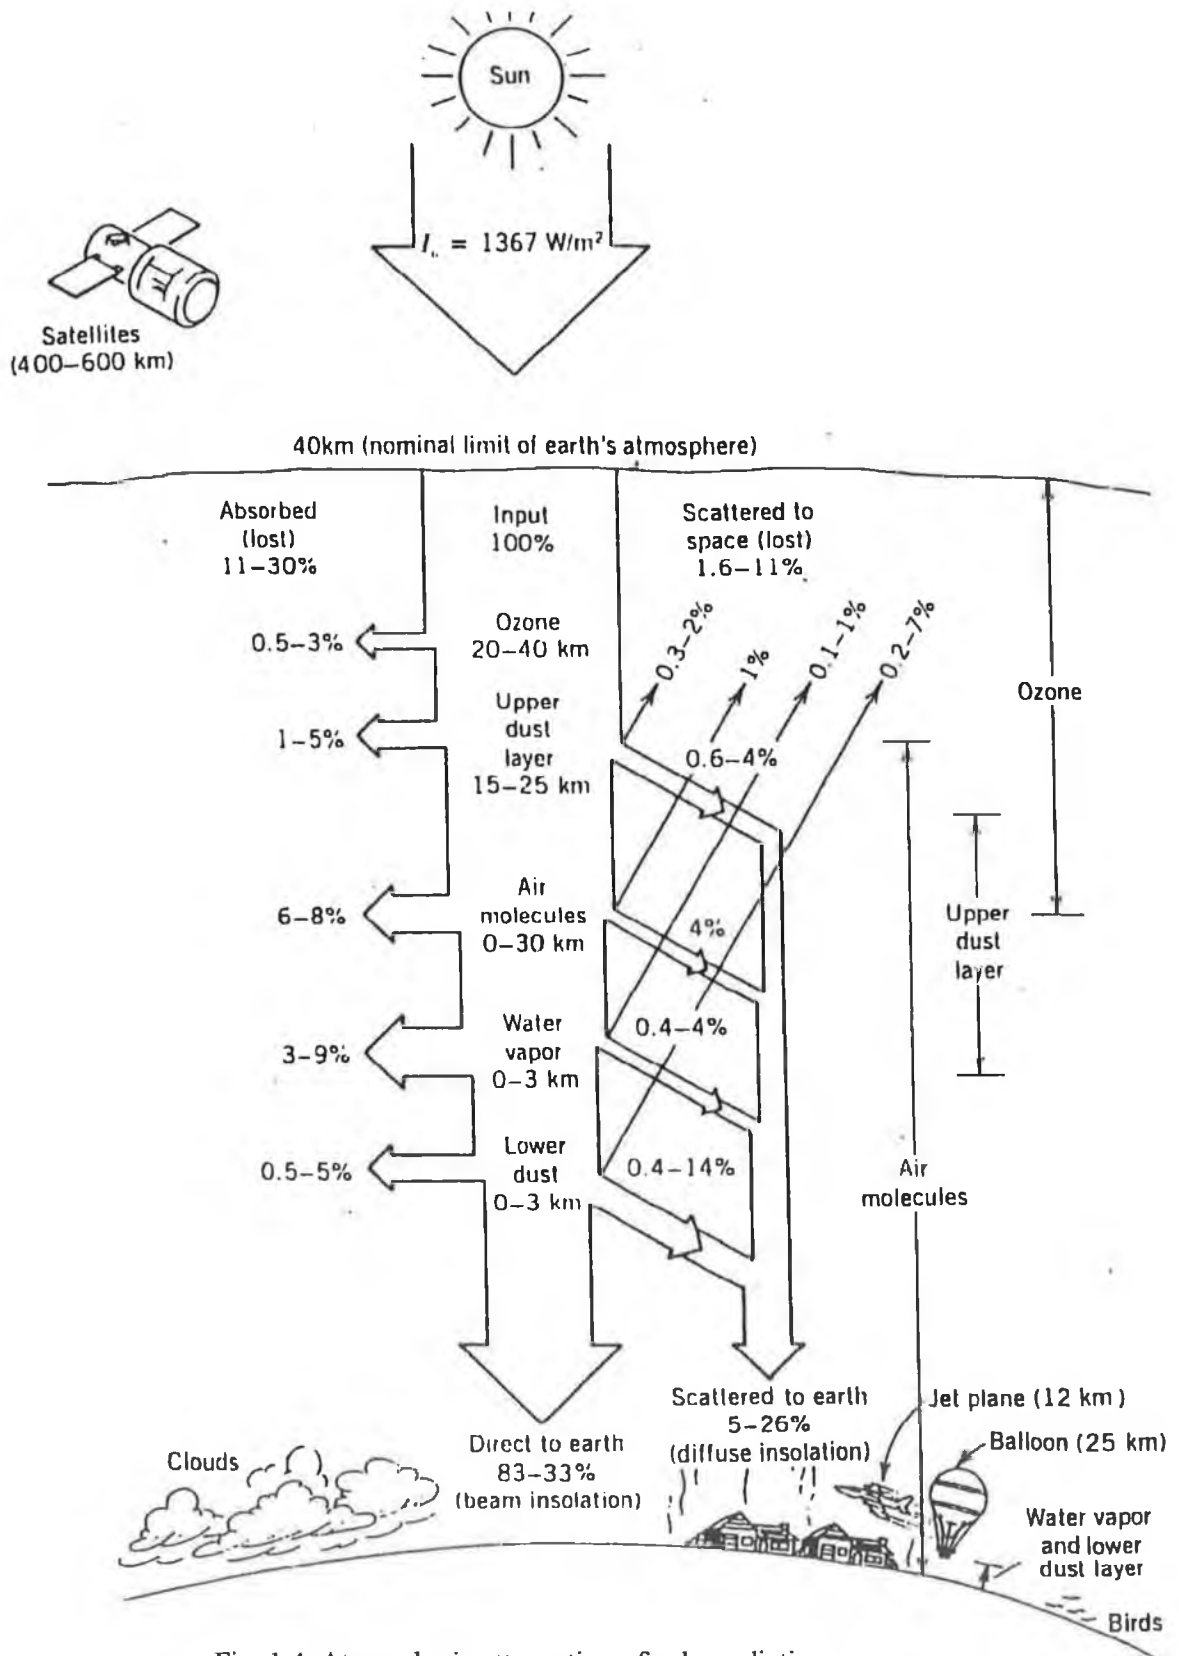 Sun
I₀ = 1367 W/m²
Satellites
(400–600 km)
40km (nominal limit of earth's atmosphere)
Absorbed
(lost)
11–30%
Input
100%
Scattered to
space (lost)
1.6–11%
0.5–3%
Ozone
20–40 km
0.3–2%
1%
0.1–1%
0.2–7%
Ozone
1–5%
Upper
dust
layer
15–25 km
0.6–4%
6–8%
Air
molecules
0–30 km
4%
Upper
dust
layer
3–9%
Water
vapor
0–3 km
0.4–4%
0.5–5%
Lower
dust
0–3 km
0.4–14%
Air
molecules
Direct to earth
83–33%
(beam insolation)
Scattered to earth
5–26%
(diffuse insolation)
Jet plane (12 km)
Balloon (25 km)
Clouds
Water vapor
and lower
dust layer
Birds